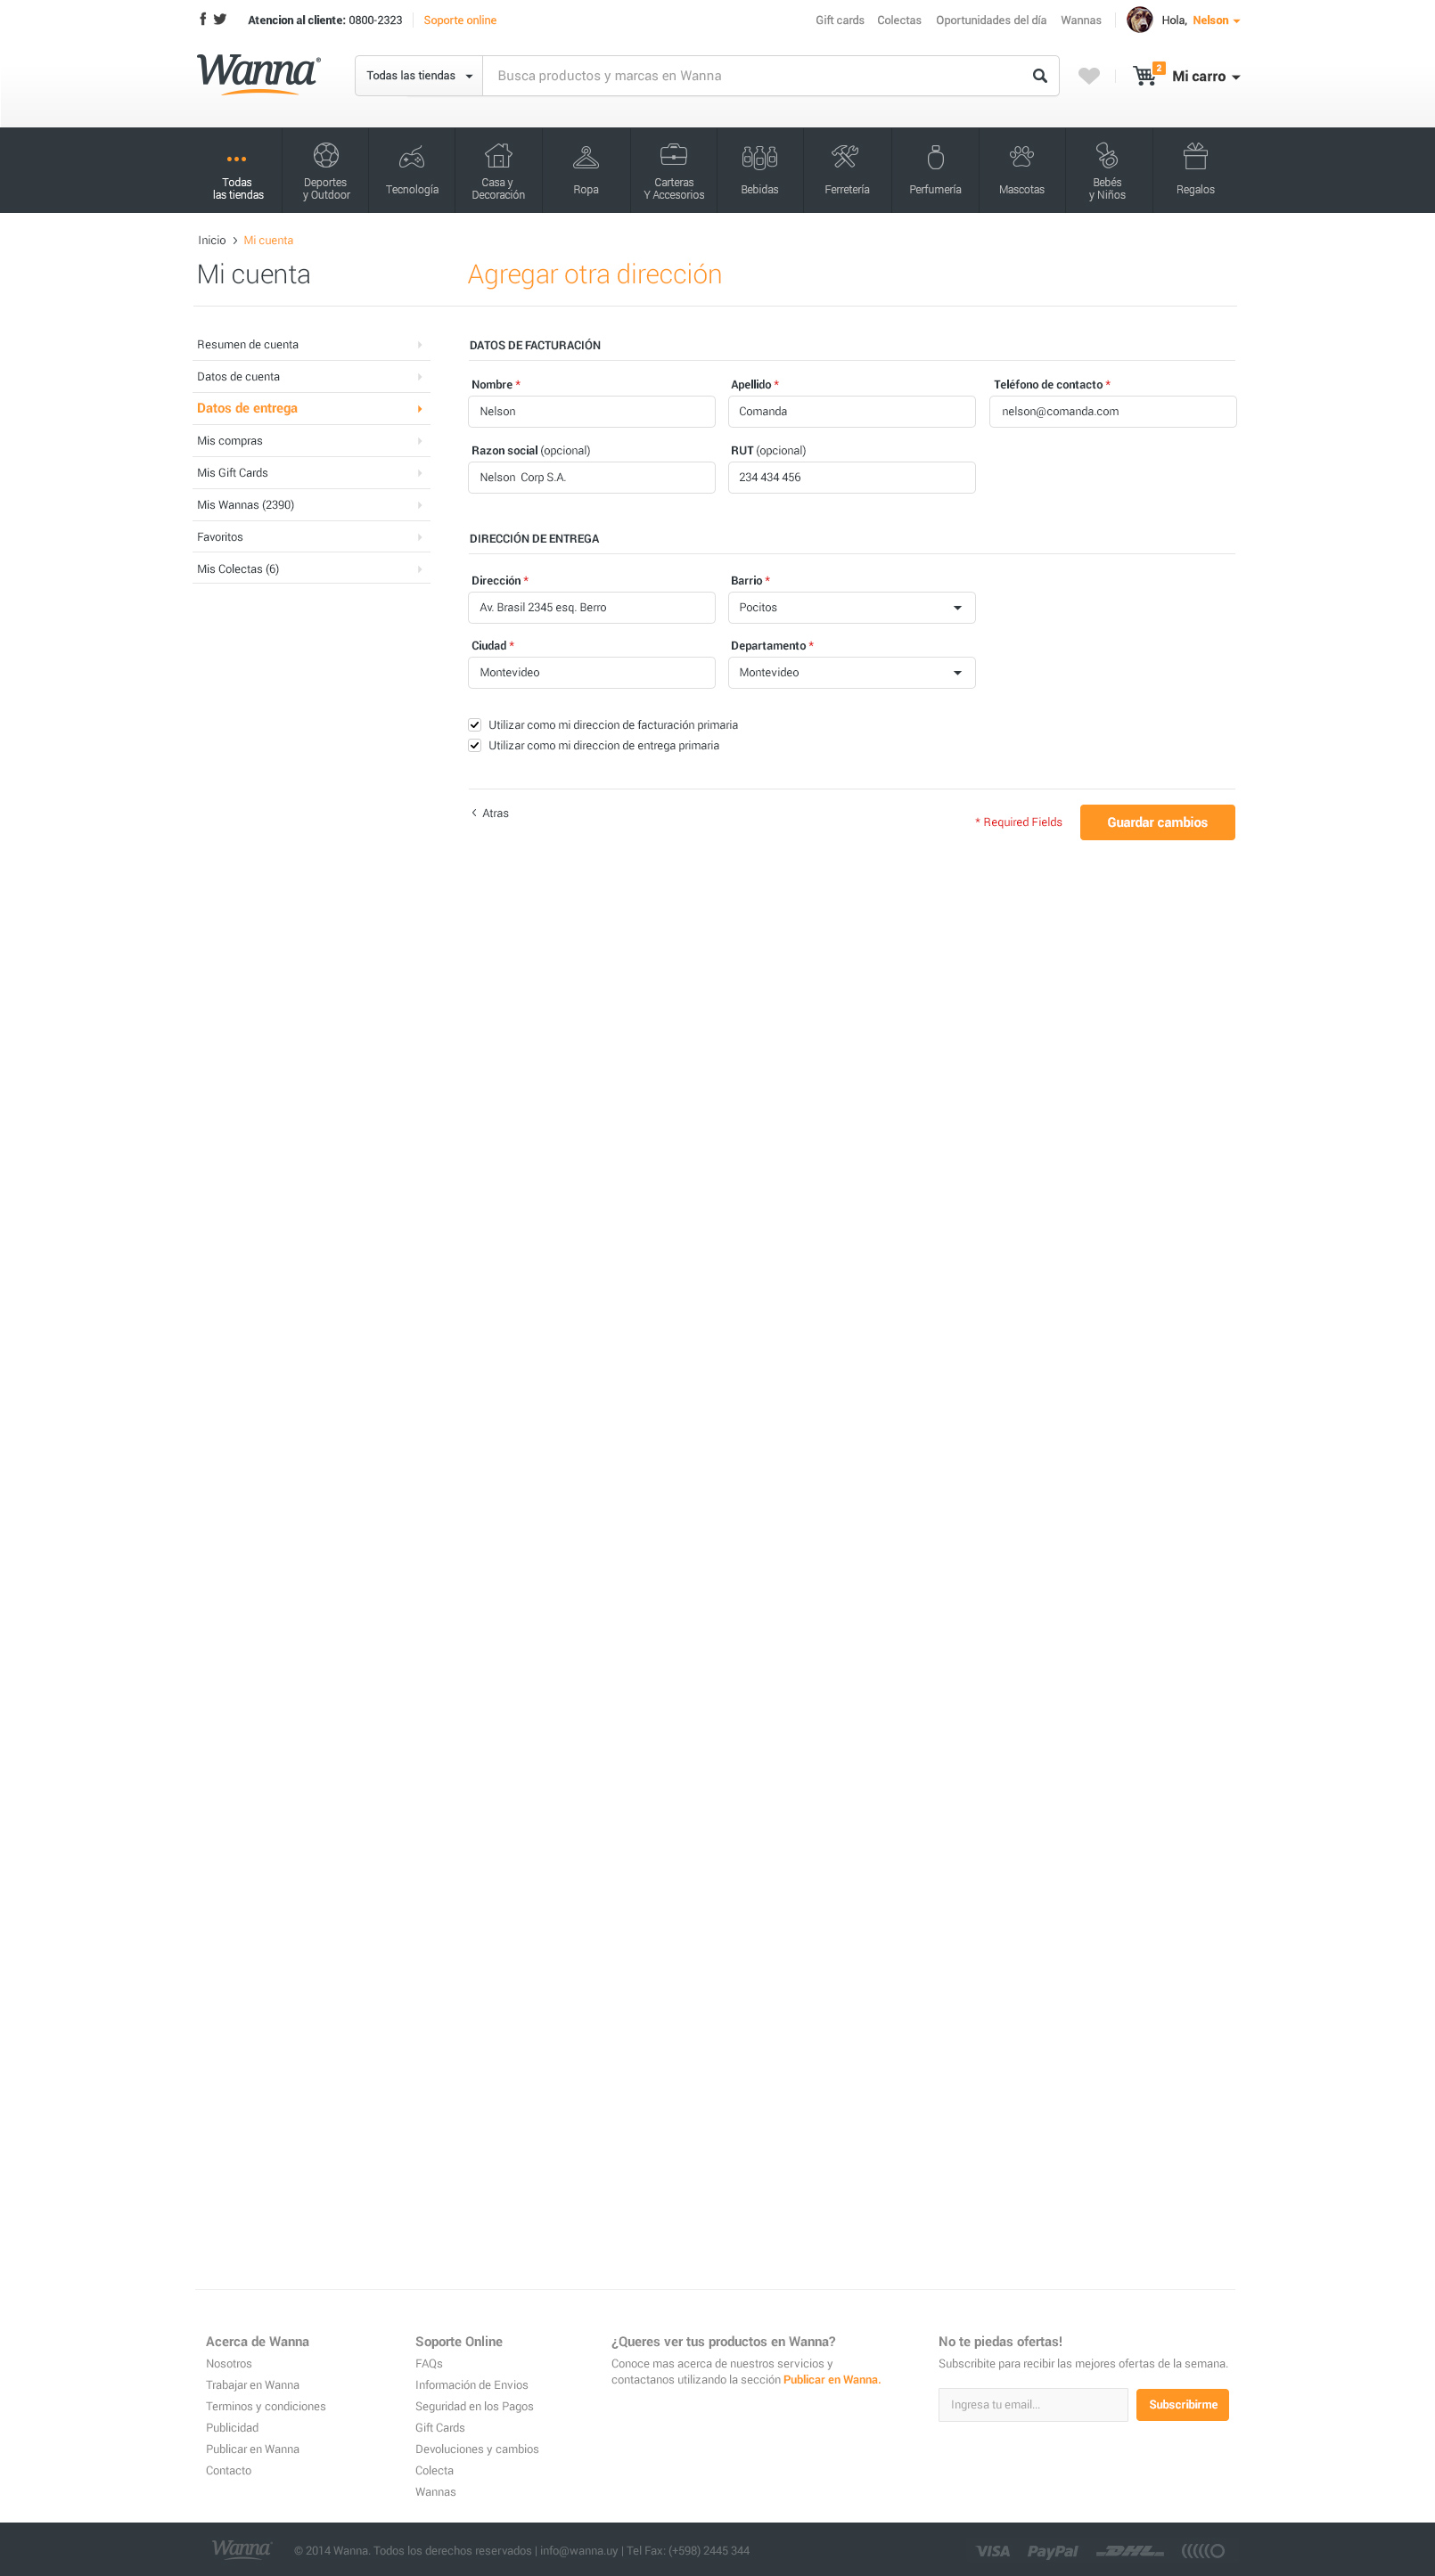 Atencion al cliente: 0800-2323 Soporte online Gift cards Colectas Oportunidades del día Wannas Hola, Nelson
Wanna® Todas las tiendas Busca productos y marcas en Wanna 2 Mi carro
Todas
las tiendas
Deportes
y Outdoor
Tecnología
Casa y
Decoración
Ropa
Carteras
Y Accesorios
Bebidas
Ferretería
Perfumería
Mascotas
Bebés
y Niños
Regalos
Inicio > Mi cuenta
Mi cuenta
Agregar otra dirección
Resumen de cuenta
Datos de cuenta
Datos de entrega
Mis compras
Mis Gift Cards
Mis Wannas (2390)
Favoritos
Mis Colectas (6)
DATOS DE FACTURACIÓN
Nombre * Apellido * Teléfono de contacto *
Nelson Comanda nelson@comanda.com
Razon social (opcional) RUT (opcional)
Nelson Corp S.A. 234 434 456
DIRECCIÓN DE ENTREGA
Dirección * Barrio *
Av. Brasil 2345 esq. Berro Pocitos
Ciudad * Departamento *
Montevideo Montevideo
Utilizar como mi direccion de facturación primaria
Utilizar como mi direccion de entrega primaria
< Atras * Required Fields Guardar cambios
Acerca de Wanna
Nosotros
Trabajar en Wanna
Terminos y condiciones
Publicidad
Publicar en Wanna
Contacto
Soporte Online
FAQs
Información de Envios
Seguridad en los Pagos
Gift Cards
Devoluciones y cambios
Colecta
Wannas
¿Queres ver tus productos en Wanna?
Conoce mas acerca de nuestros servicios y
contactanos utilizando la sección Publicar en Wanna.
No te piedas ofertas!
Subscribite para recibir las mejores ofertas de la semana.
Ingresa tu email... Subscribirme
Wanna © 2014 Wanna. Todos los derechos reservados | info@wanna.uy | Tel Fax: (+598) 2445 344 VISA PayPal DHL